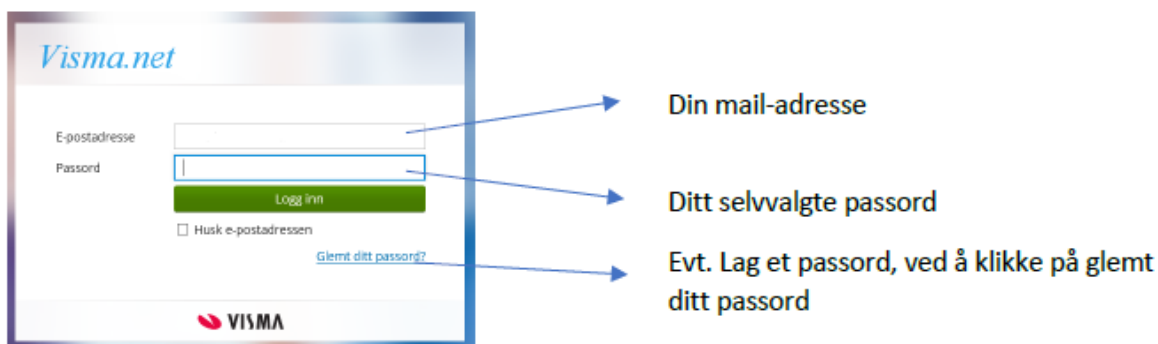 Visma.net
E-postadresse
Passord
Logg inn
Husk e-postadressen
Glemt ditt passord?
VISMA
Din mail-adresse
Ditt selvvalgte passord
Evt. Lag et passord, ved å klikke på glemt
ditt passord